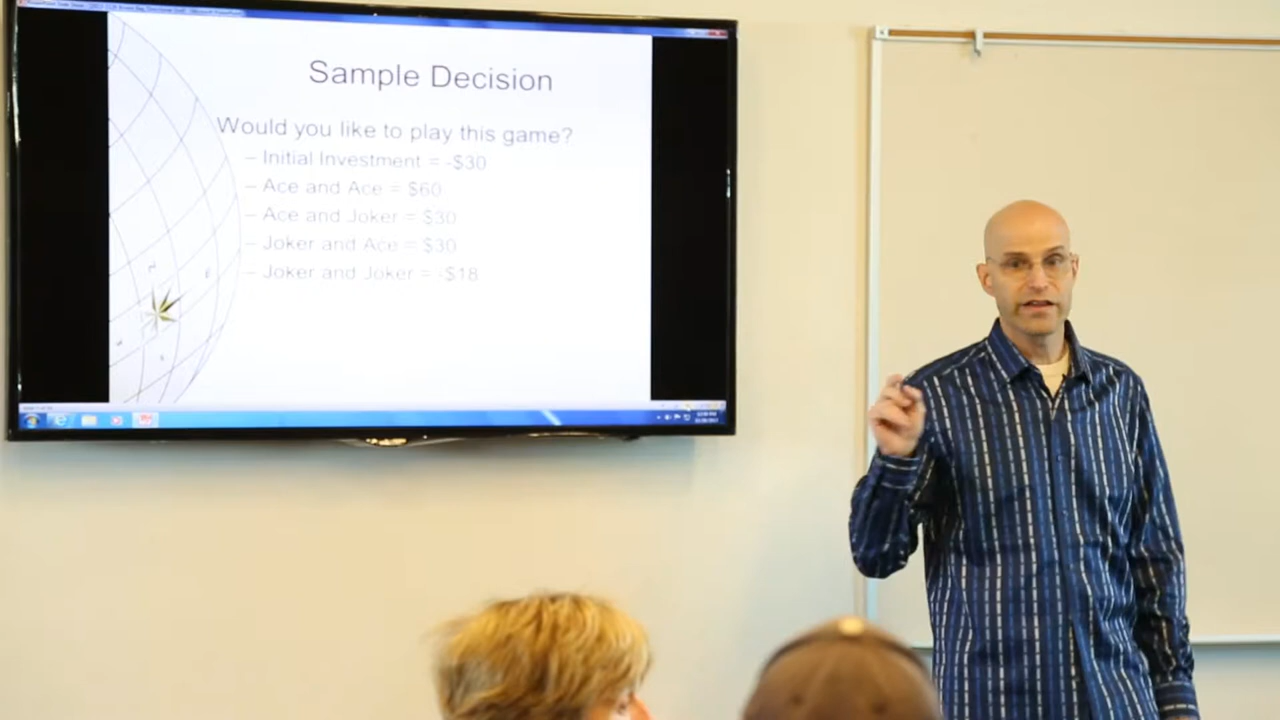 Sample Decision
Would you like to play this game?
– Initial Investment = -$30
– Ace and Ace = $60
– Ace and Joker = $30
– Joker and Ace = $30
– Joker and Joker = -$18